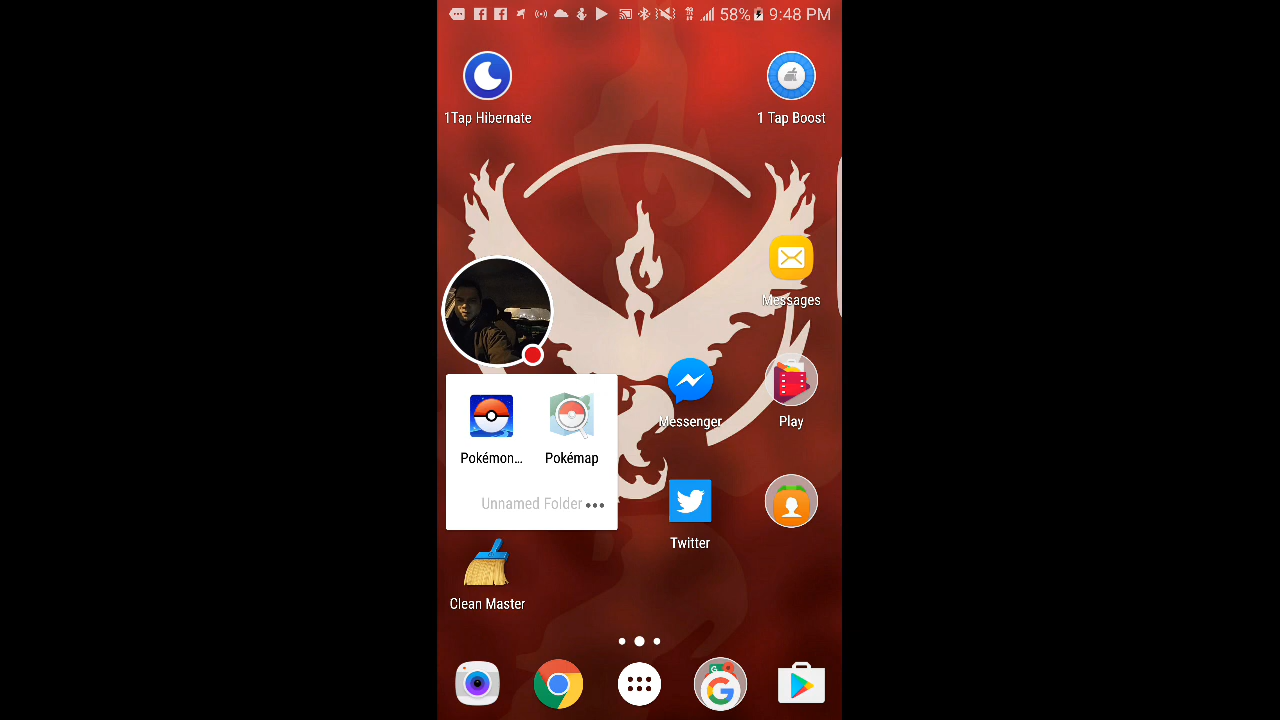 58% 9:48 PM
1Tap Hibernate
1 Tap Boost
Messages
Messenger
Play
Pokémon...
Pokémap
Unnamed Folder
Twitter
Clean Master